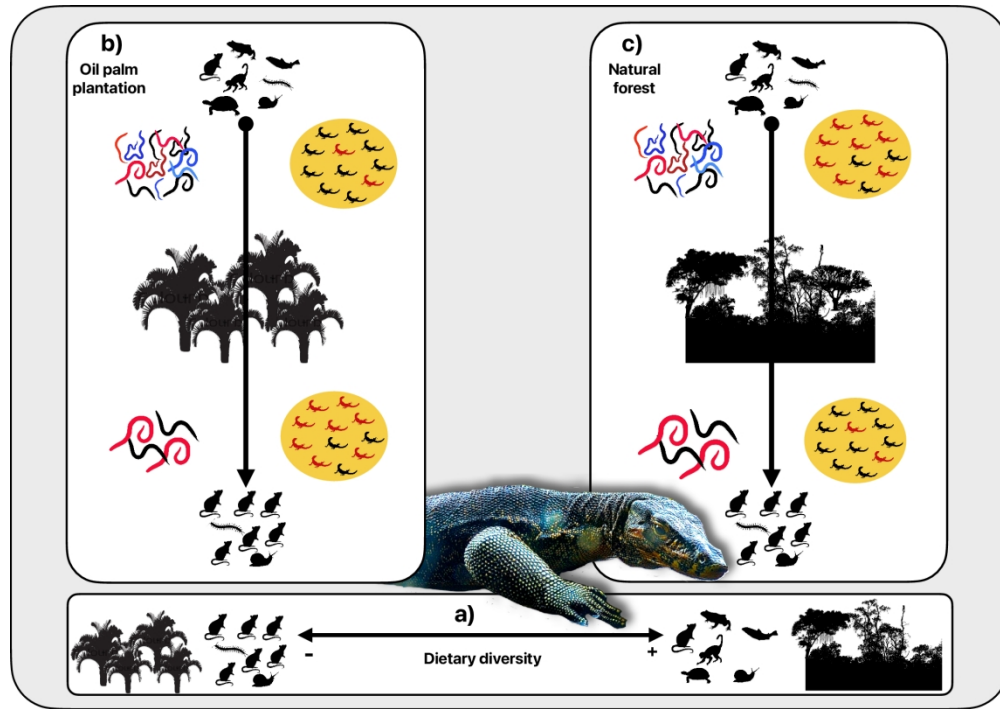 b)
Oil palm
plantation
c)
Natural
forest
a)
- +
Dietary diversity